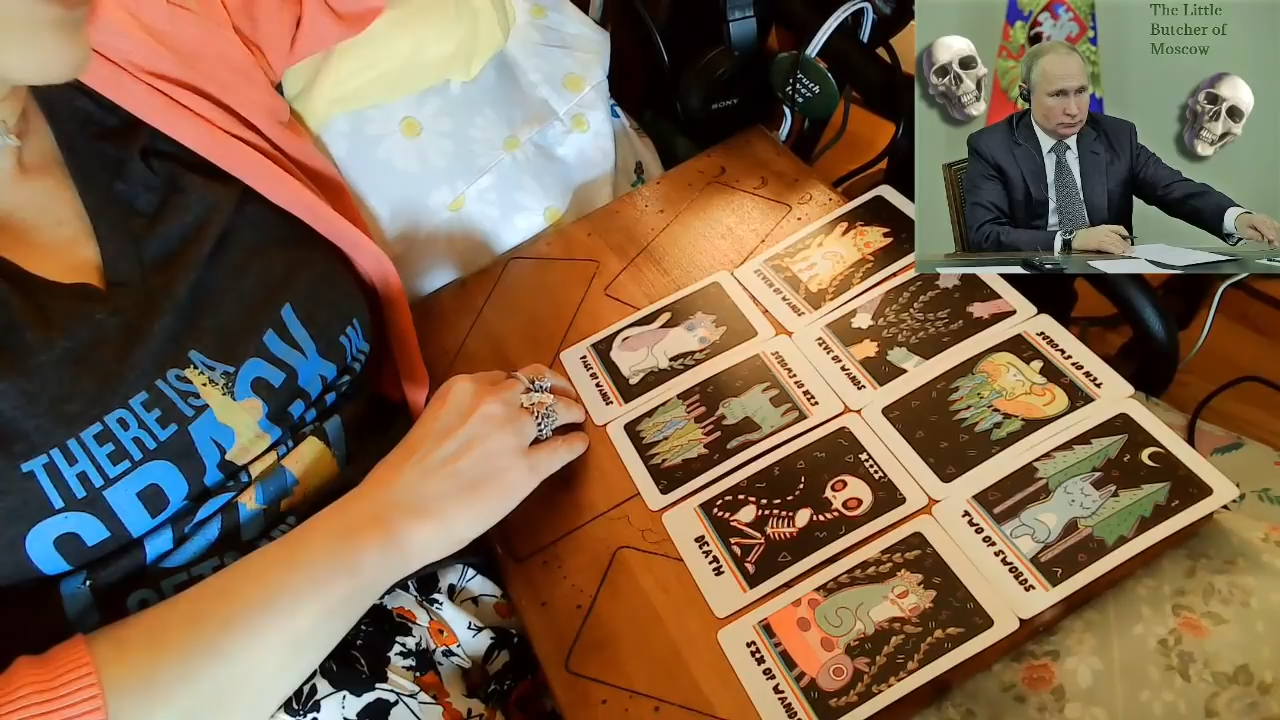 The Little
Butcher of
Moscow
SONY
Truth
over
lies
SEVEN OF WANDS
PAGE OF WANDS
FIVE OF WANDS
SIX OF SWORDS
TEN OF SWORDS
XIII
DEATH
TWO OF SWORDS
SIX OF WANDS
THERE IS A
CRACK
IN